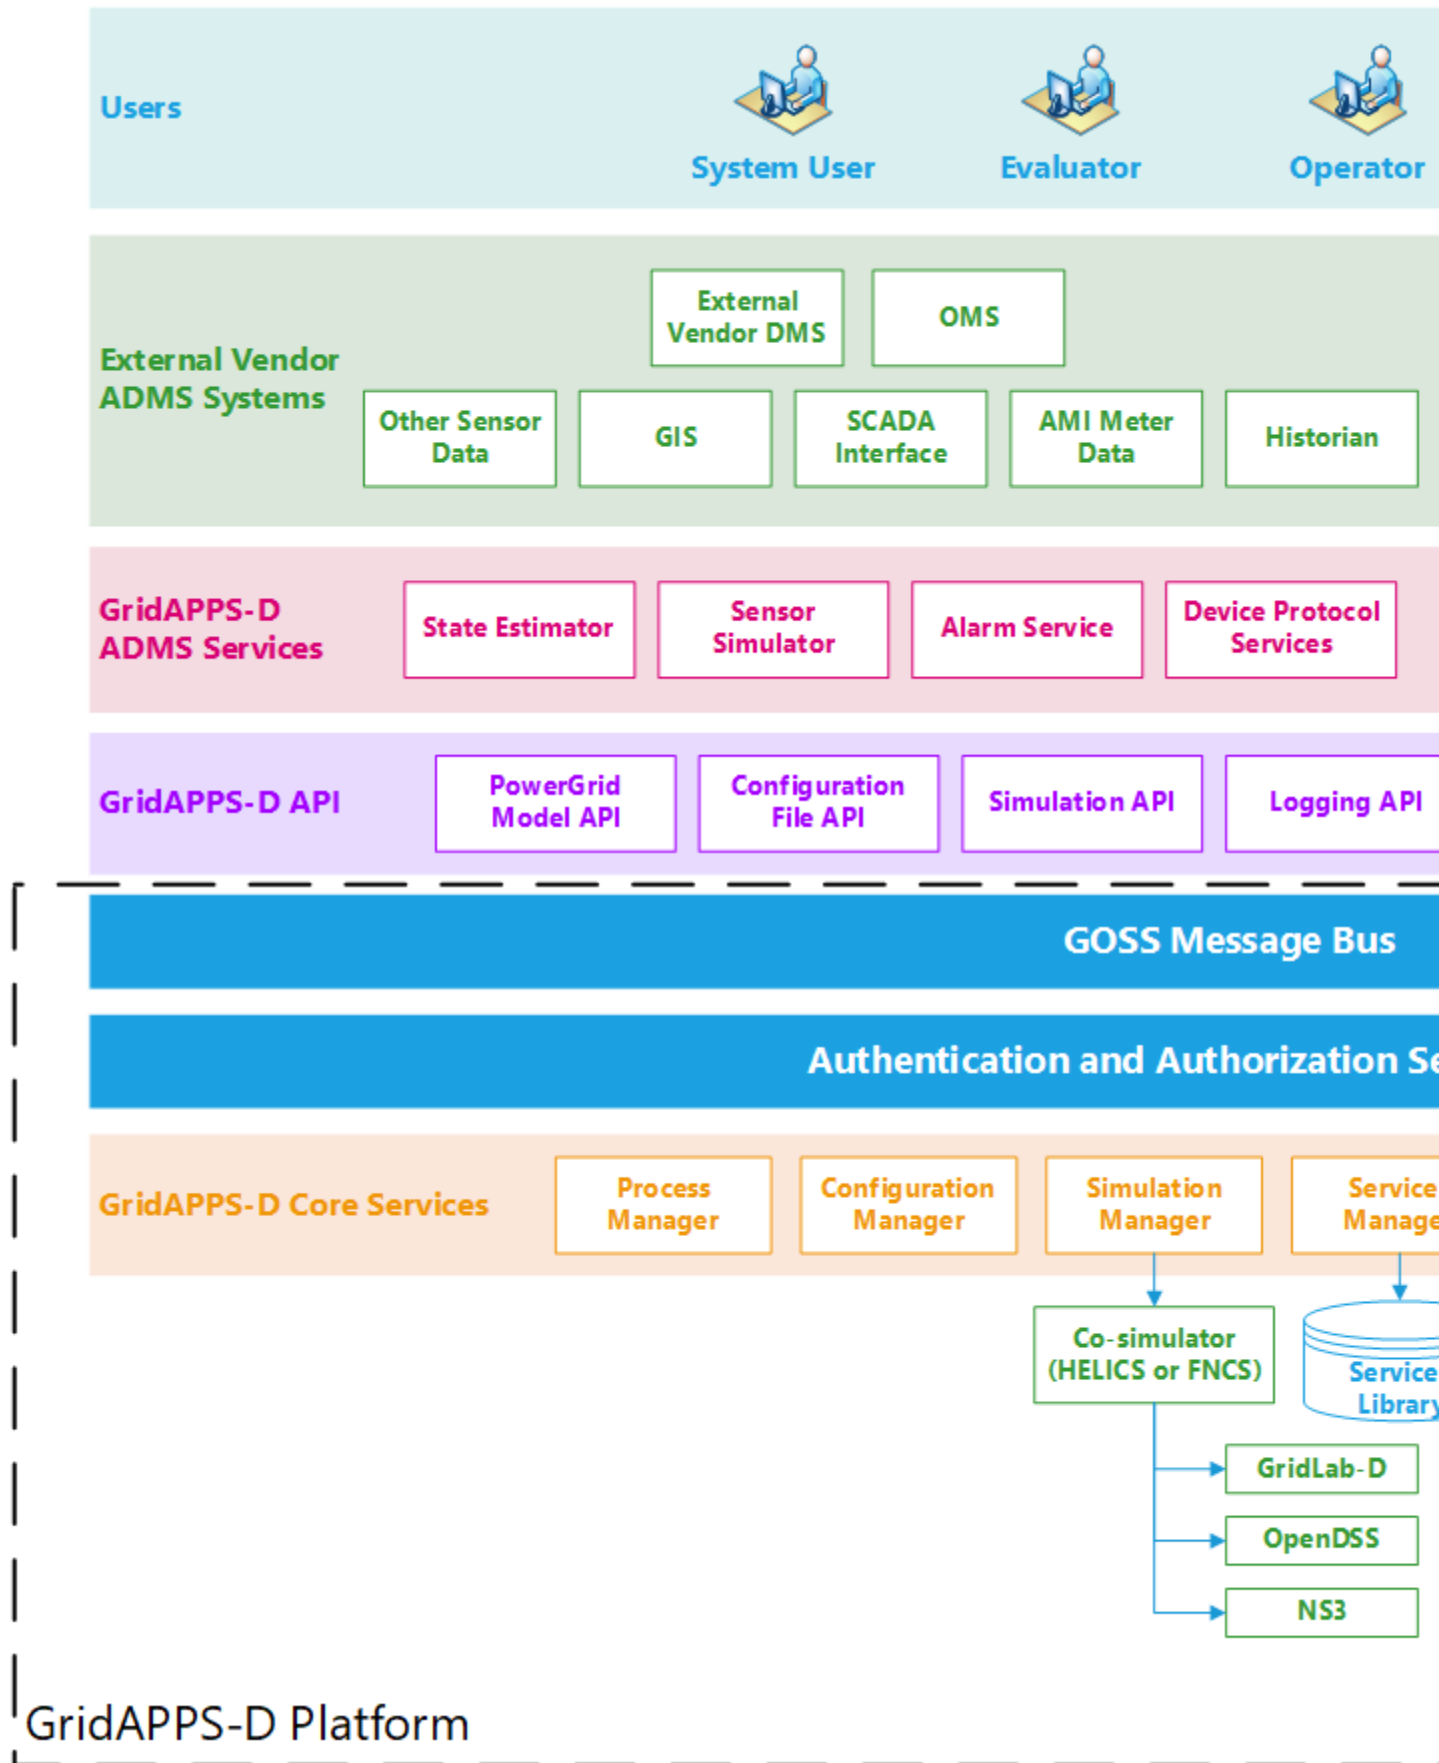 Users
System User
Evaluator
Operator
External Vendor
ADMS Systems
External
Vendor DMS
OMS
Other Sensor
Data
GIS
SCADA
Interface
AMI Meter
Data
Historian
GridAPPS-D
ADMS Services
State Estimator
Sensor
Simulator
Alarm Service
Device Protocol
Services
GridAPPS-D API
PowerGrid
Model API
Configuration
File API
Simulation API
Logging API
GOSS Message Bus
Authentication and Authorization
GridAPPS-D Core Services
Process
Manager
Configuration
Manager
Simulation
Manager
Service
Co-simulator
(HELICS or FNCS)
Service
Library
GridLab-D
OpenDSS
NS3
GridAPPS-D Platform